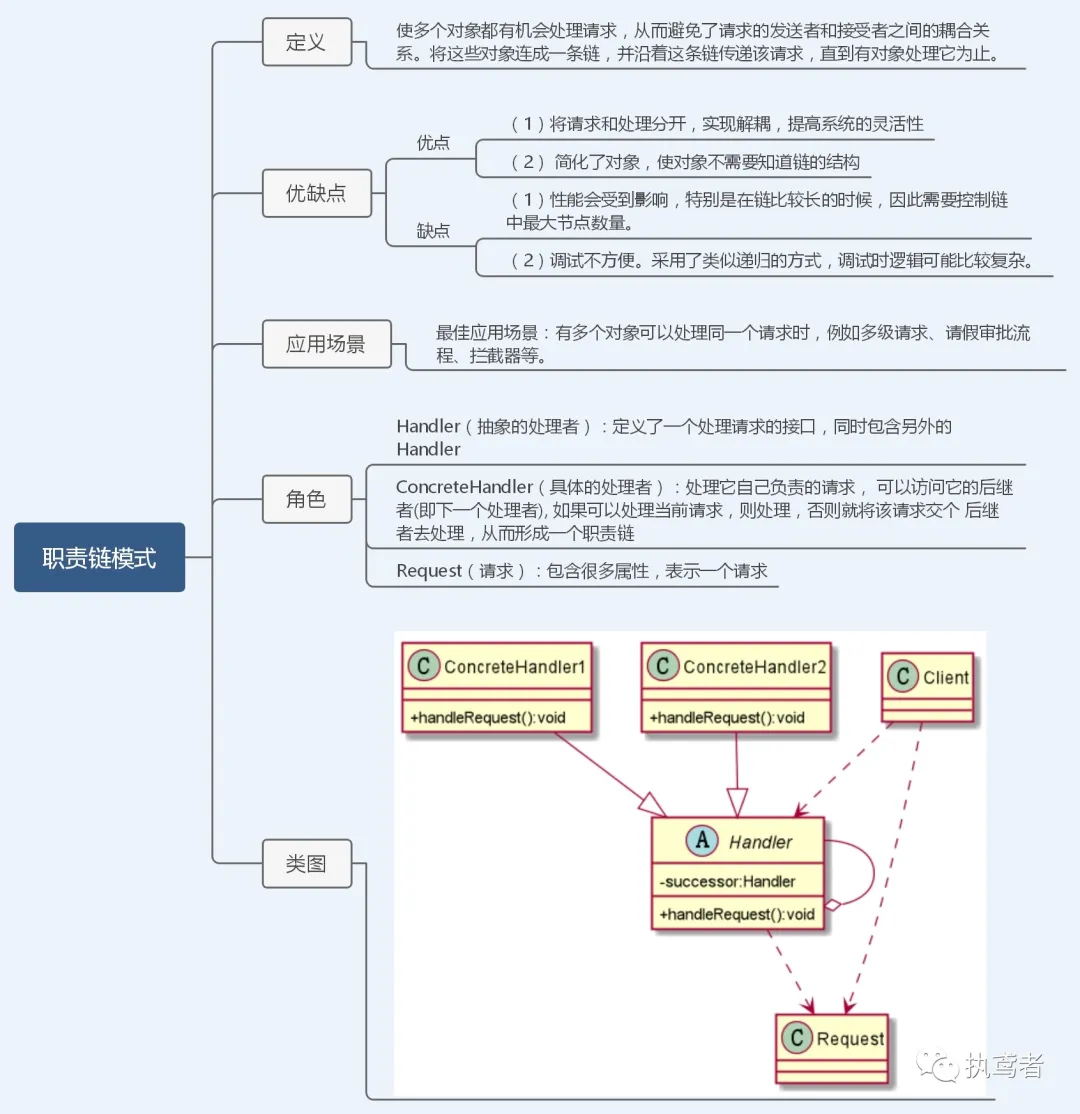 定义
使多个对象都有机会处理请求，从而避免了请求的发送者和接受者之间的耦合关
系。将这些对象连成一条链，并沿着这条链传递该请求，直到有对象处理它为止。
优缺点
优点
（1）将请求和处理分开，实现解耦，提高系统的灵活性
（2） 简化了对象，使对象不需要知道链的结构
缺点
（1）性能会受到影响，特别是在链比较长的时候，因此需要控制链
中最大节点数量。
（2）调试不方便。采用了类似递归的方式，调试时逻辑可能比较复杂。
应用场景
最佳应用场景：有多个对象可以处理同一个请求时，例如多级请求、请假审批流
程、拦截器等。
角色
Handler（抽象的处理者）：定义了一个处理请求的接口，同时包含另外的
Handler
ConcreteHandler（具体的处理者）：处理它自己负责的请求， 可以访问它的后继
者(即下一个处理者), 如果可以处理当前请求，则处理，否则就将该请求交个 后继
者去处理，从而形成一个职责链
Request（请求）：包含很多属性，表示一个请求
职责链模式
类图
C ConcreteHandler1
+handleRequest():void
C ConcreteHandler2
+handleRequest():void
C Client
A Handler
-successor:Handler
+handleRequest():void
C Request
执鸢者